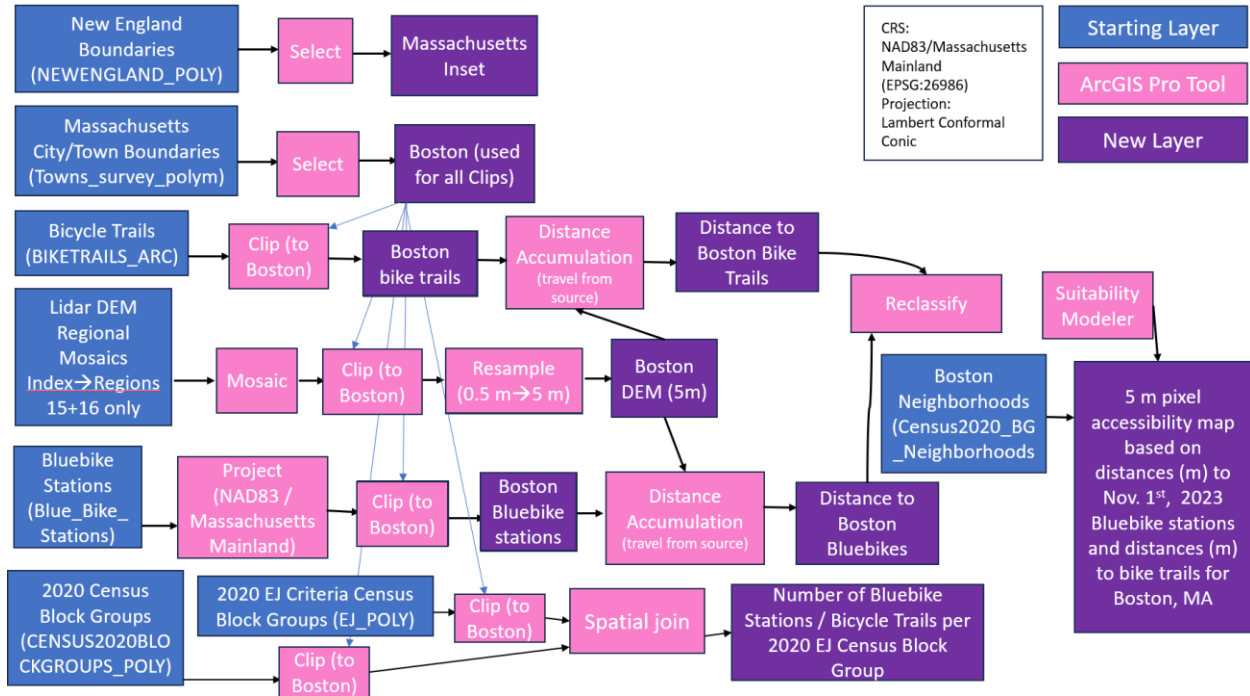 New England
Boundaries
(NEWENGLAND_POLY)
Select
Massachusetts
Inset
CRS:
NAD83/Massachusetts
Mainland
(EPSG:26986)
Projection:
Lambert Conformal
Conic
Starting Layer
ArcGIS Pro Tool
New Layer
Massachusetts
City/Town Boundaries
(Towns_survey_polym)
Select
Boston (used
for all Clips)
Bicycle Trails
(BIKETRAILS_ARC)
Clip (to
Boston)
Boston
bike trails
Distance
Accumulation
(travel from
source)
Distance to
Boston Bike
Trails
Reclassify
Suitability
Modeler
Lidar DEM
Regional
Mosaics
Index→Regions
15+16 only
Mosaic
Clip (to
Boston)
Resample
(0.5 m→5 m)
Boston
DEM (5m)
Boston
Neighborhoods
(Census2020_BG
_Neighborhoods
5 m pixel
accessibility map
based on
distances (m) to
Nov. 1st, 2023
Bluebike stations
and distances (m)
to bike trails for
Boston, MA
Bluebike
Stations
(Blue_Bike_
Stations)
Project
(NAD83 /
Massachusetts
Mainland)
Clip (to
Boston)
Boston
Bluebike
stations
Distance
Accumulation
(travel from source)
Distance to
Boston
Bluebikes
2020 Census
Block Groups
(CENSUS2020BLO
CKGROUPS_POLY)
2020 EJ Criteria Census
Block Groups (EJ_POLY)
Clip (to
Boston)
Clip (to
Boston)
Spatial join
Number of Bluebike
Stations / Bicycle Trails per
2020 EJ Census Block
Group